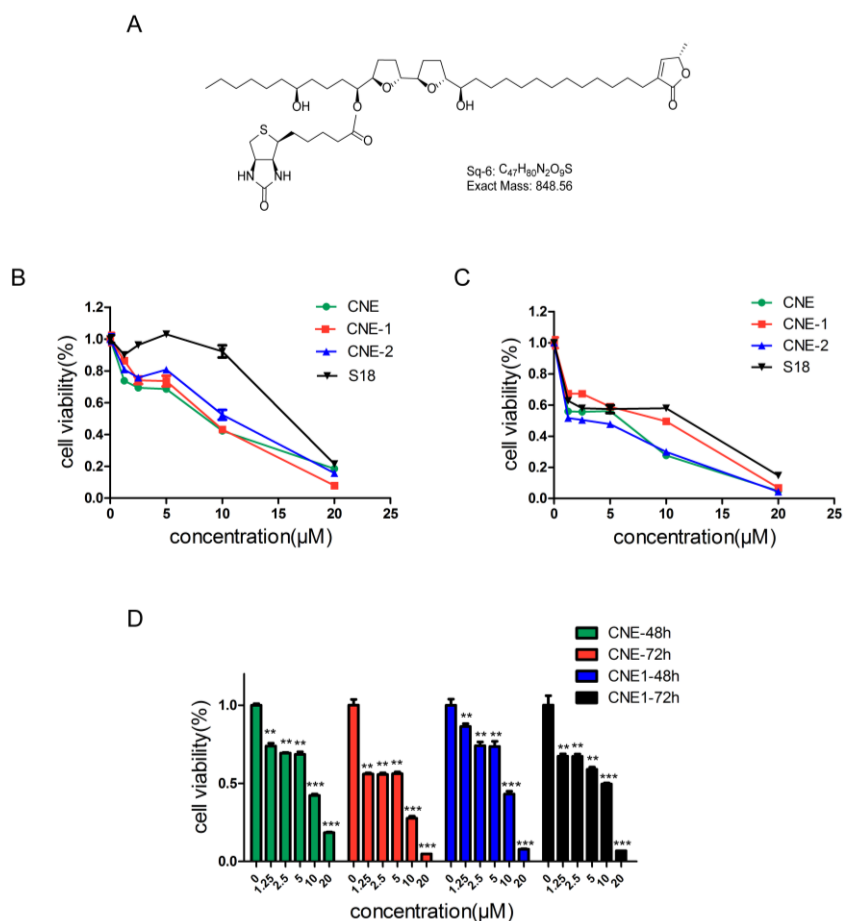 A
OH
O
O
OH
O
O
O
O
S
HN
NH
O
Sq-6: C47H80N2O9S
Exact Mass: 848.56
B
cell viability(%)
1.2
1.0
0.8
0.6
0.4
0.2
0.0
0
5
10
15
20
25
concentration(μM)
CNE
CNE-1
CNE-2
S18
C
cell viability(%)
1.2
1.0
0.8
0.6
0.4
0.2
0.0
0
5
10
15
20
25
concentration(μM)
CNE
CNE-1
CNE-2
S18
D
CNE-48h
CNE-72h
CNE1-48h
CNE1-72h
cell viability(%)
1.0
0.5
0.0
** ** ** *** ***
** ** ** *** ***
** ** ** *** ***
** ** ** *** ***
0 1.25 2.5 5 10 20
0 1.25 2.5 5 10 20
0 1.25 2.5 5 10 20
0 1.25 2.5 5 10 20
concentration(μM)